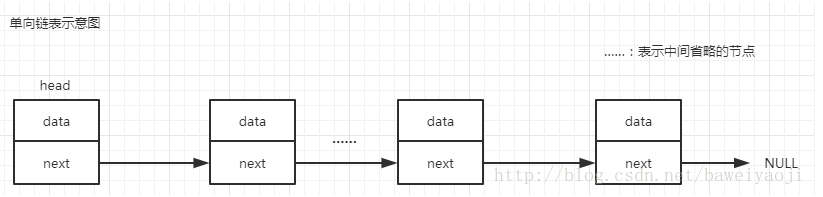 单向链表示意图
……：表示中间省略的节点
head
data
data
data
data
……
next
next
next
next
NULL
http://blog.csdn.net/baweiyaoji